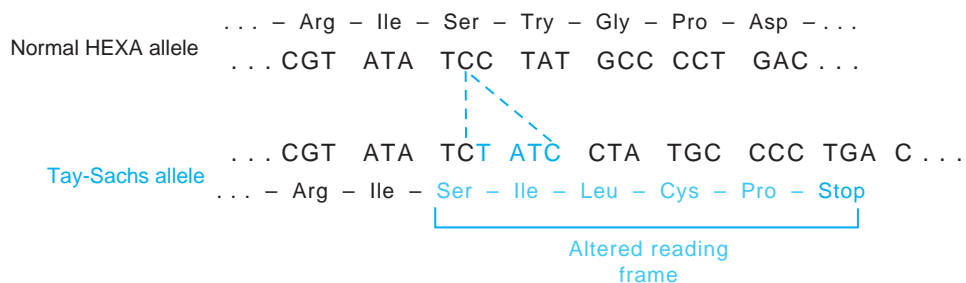 . . . – Arg – Ile – Ser – Try – Gly – Pro – Asp – . . .
Normal HEXA allele
. . . CGT ATA TCC TAT GCC CCT GAC . . .
. . . CGT ATA TCT ATC CTA TGC CCC TGA C . . .
Tay-Sachs allele
. . . – Arg – Ile – Ser – Ile – Leu – Cys – Pro – Stop
Altered reading
frame